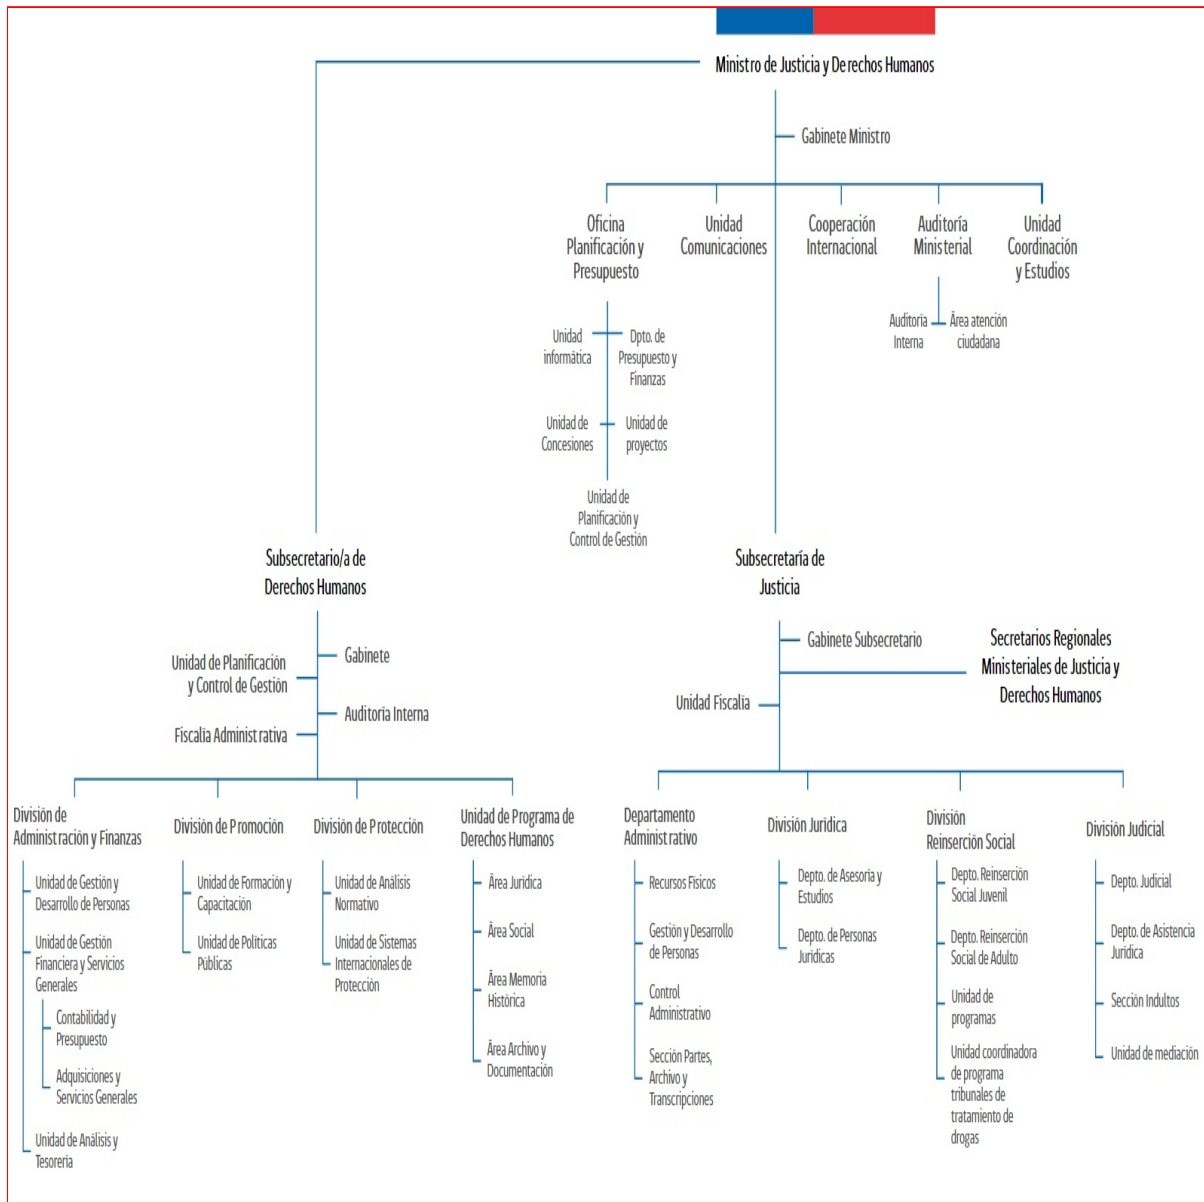 Ministro de Justicia y Derechos Humanos
Gabinete Ministro
Oficina
Planificación y
Presupuesto
Unidad
Comunicaciones
Cooperación
Internacional
Auditoría
Ministerial
Unidad
Coordinación
y Estudios
Unidad
informática
Dpto. de
Presupuesto y
Finanzas
Unidad de
Concesiones
Unidad de
proyectos
Unidad de
Planificación y
Control de Gestión
Auditoría
Interna
Área atención
ciudadana
Subsecretario/a de
Derechos Humanos
Gabinete
Unidad de Planificación
y Control de Gestión
Auditoría Interna
Fiscalía Administrativa
Subsecretaría de
Justicia
Gabinete Subsecretario
Secretarios Regionales
Ministeriales de Justicia y
Derechos Humanos
Unidad Fiscalía
División de
Administración y Finanzas
Unidad de Gestión y
Desarrollo de Personas
Unidad de Gestión
Financiera y Servicios
Generales
Contabilidad y
Presupuesto
Adquisiciones y
Servicios Generales
Unidad de Análisis y
Tesorería
División de Promoción
Unidad de Formación y
Capacitación
Unidad de Políticas
Públicas
División de Protección
Unidad de Análisis
Normativo
Unidad de Sistemas
Internacionales de
Protección
Unidad de Programa de
Derechos Humanos
Área Jurídica
Área Social
Área Memoria
Histórica
Área Archivo y
Documentación
Departamento
Administrativo
Recursos Físicos
Gestión y Desarrollo
de Personas
Control
Administrativo
Sección Partes,
Archivo y
Transcripciones
División Jurídica
Depto. de Asesoría y
Estudios
Depto. de Personas
Jurídicas
División
Reinserción Social
Depto. Reinserción
Social Juvenil
Depto. Reinserción
Social de Adulto
Unidad de
programas
Unidad coordinadora
de programa
tribunales de
tratamiento de
drogas
División Judicial
Depto. Judicial
Depto. de Asistencia
Jurídica
Sección Indultos
Unidad de mediación